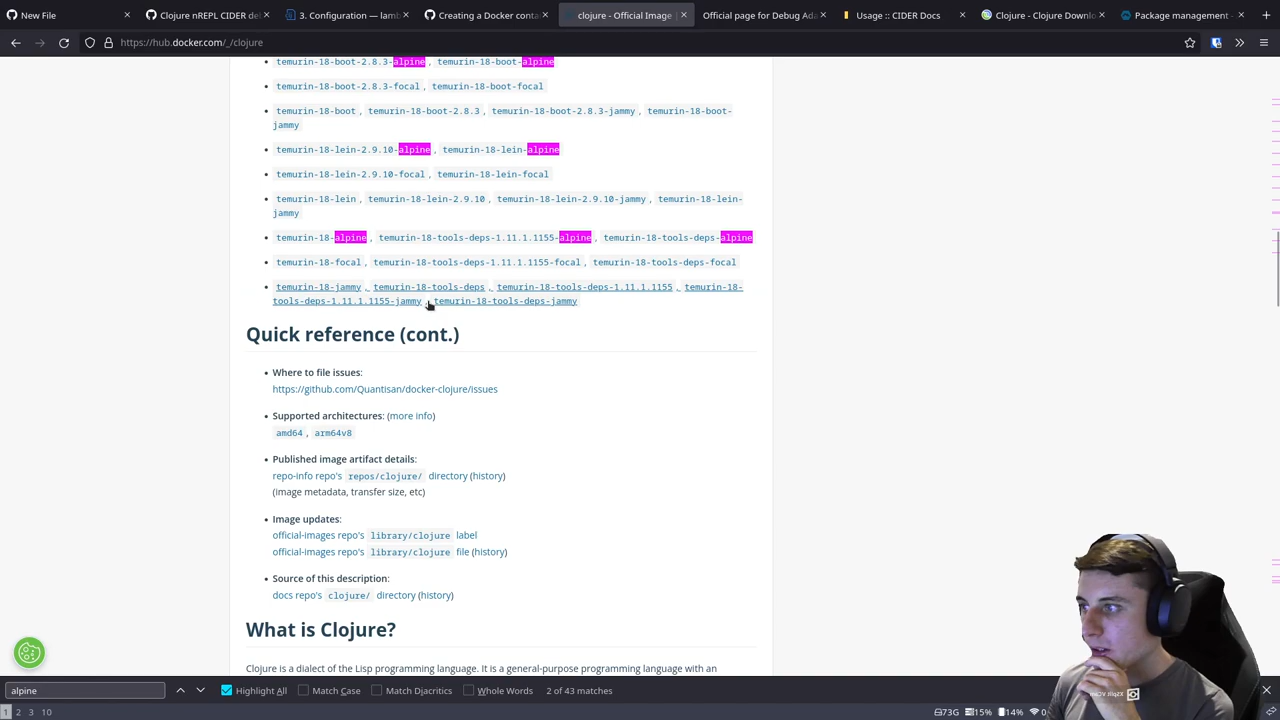 New File
Clojure nREPL CIDER de
3. Configuration — lamb
Creating a Docker conta
clojure - Official Image
Official page for Debug Ad
Usage :: CIDER Docs
Clojure - Clojure Downlo
Package management -
https://hub.docker.com/_/clojure
temurin-18-boot-2.8.3-alpine , temurin-18-boot-alpine
temurin-18-boot-2.8.3-focal , temurin-18-boot-focal
temurin-18-boot , temurin-18-boot-2.8.3 , temurin-18-boot-2.8.3-jammy , temurin-18-boot-
jammy
temurin-18-lein-2.9.10-alpine , temurin-18-lein-alpine
temurin-18-lein-2.9.10-focal , temurin-18-lein-focal
temurin-18-lein , temurin-18-lein-2.9.10 , temurin-18-lein-2.9.10-jammy , temurin-18-lein-
jammy
temurin-18-alpine , temurin-18-tools-deps-1.11.1.1155-alpine , temurin-18-tools-deps-alpine
temurin-18-focal , temurin-18-tools-deps-1.11.1.1155-focal , temurin-18-tools-deps-focal
temurin-18-jammy , temurin-18-tools-deps , temurin-18-tools-deps-1.11.1.1155 , temurin-18-
tools-deps-1.11.1.1155-jammy , temurin-18-tools-deps-jammy
Quick reference (cont.)
Where to file issues:
https://github.com/Quantisan/docker-clojure/issues
Supported architectures: (more info)
amd64 , arm64v8
Published image artifact details:
repo-info repo's repos/clojure/ directory (history)
(image metadata, transfer size, etc)
Image updates:
official-images repo's library/clojure label
official-images repo's library/clojure file (history)
Source of this description:
docs repo's clojure/ directory (history)
What is Clojure?
Clojure is a dialect of the Lisp programming language. It is a general-purpose programming language with an
alpine
Highlight All
Match Case
Match Diacritics
Whole Words
2 of 43 matches
1 2 3 10
73G
15%
14%
0